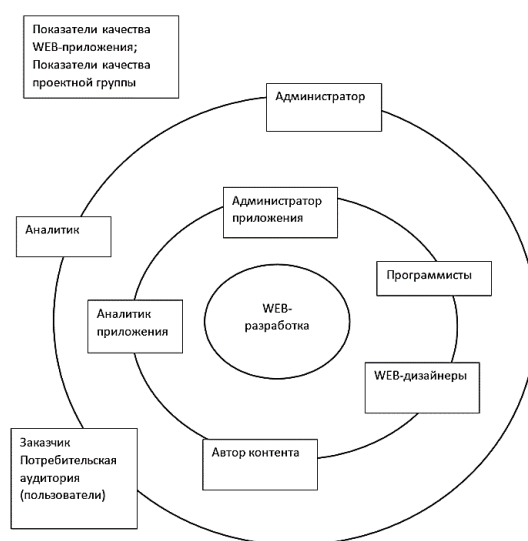 Показатели качества
WEB-приложения;
Показатели качества
проектной группы
Администратор
Администратор
приложения
Аналитик
Программисты
Аналитик
приложения
WEB-
разработка
WEB-дизайнеры
Автор контента
Заказчик
Потребительская
аудитория
(пользователи)